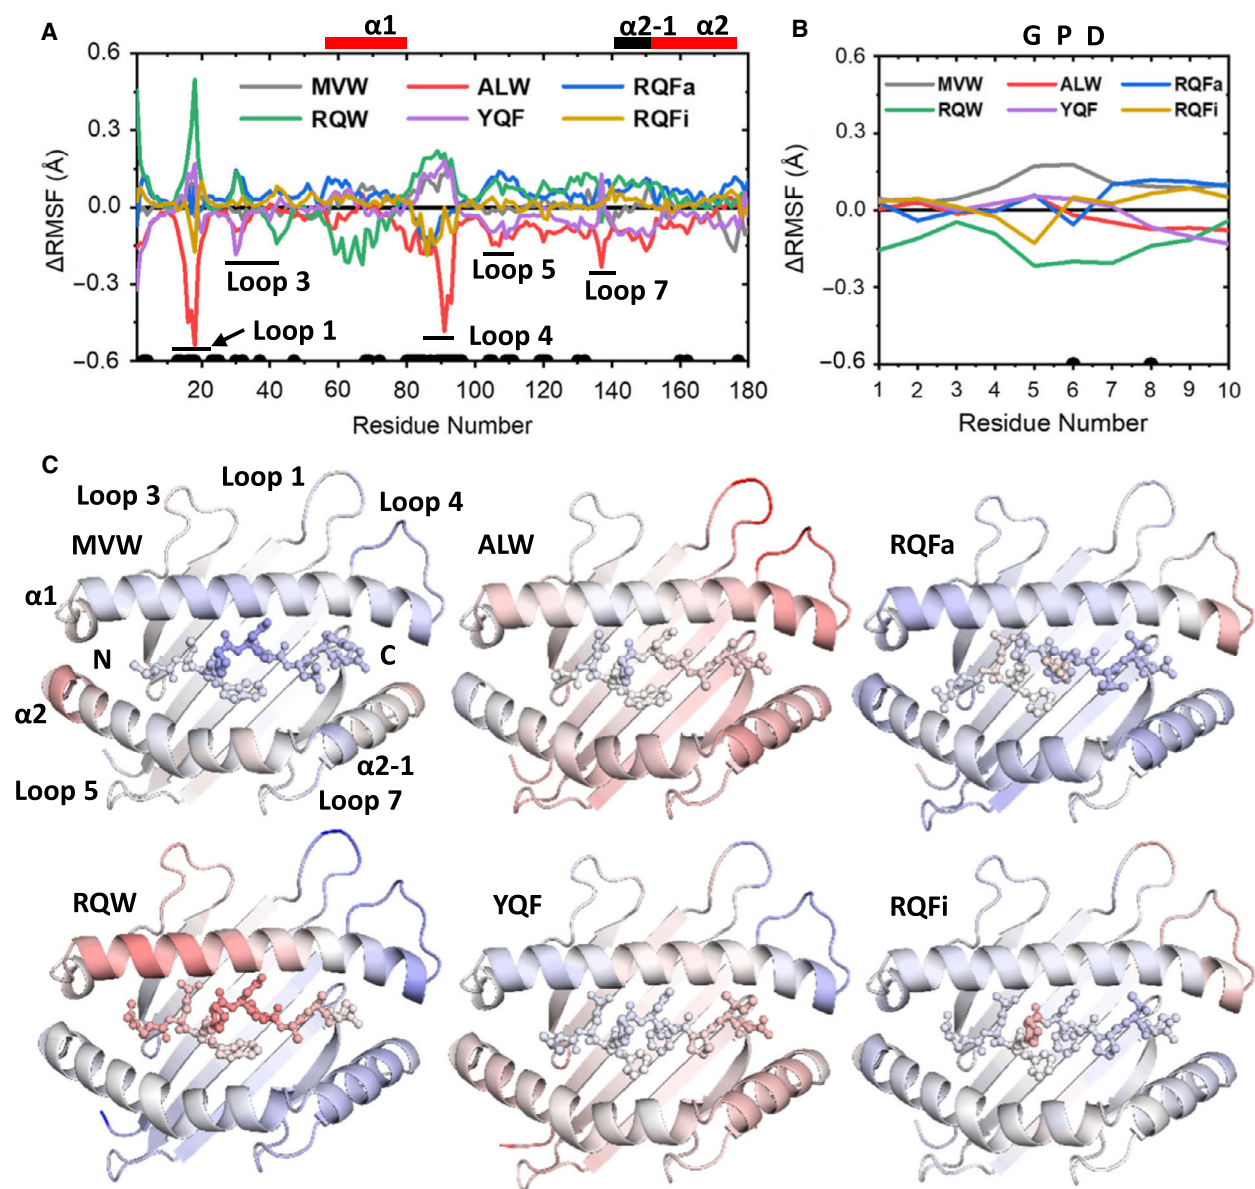 A
α1
α2-1
α2
0.6
0.3
0.0
−0.3
−0.6
ΔRMSF (Å)
MVW
ALW
RQFa
RQW
YQF
RQFi
Loop 3
Loop 5
Loop 7
Loop 1
Loop 4
20 40 60 80 100 120 140 160 180
Residue Number
B
G P D
0.6
0.3
0.0
−0.3
−0.6
ΔRMSF (Å)
MVW
ALW
RQFa
RQW
YQF
RQFi
1 2 3 4 5 6 7 8 9 10
Residue Number
C
Loop 3
Loop 1
Loop 4
MVW
α1
N
C
α2
α2-1
Loop 5
Loop 7
ALW
RQFa
RQW
YQF
RQFi